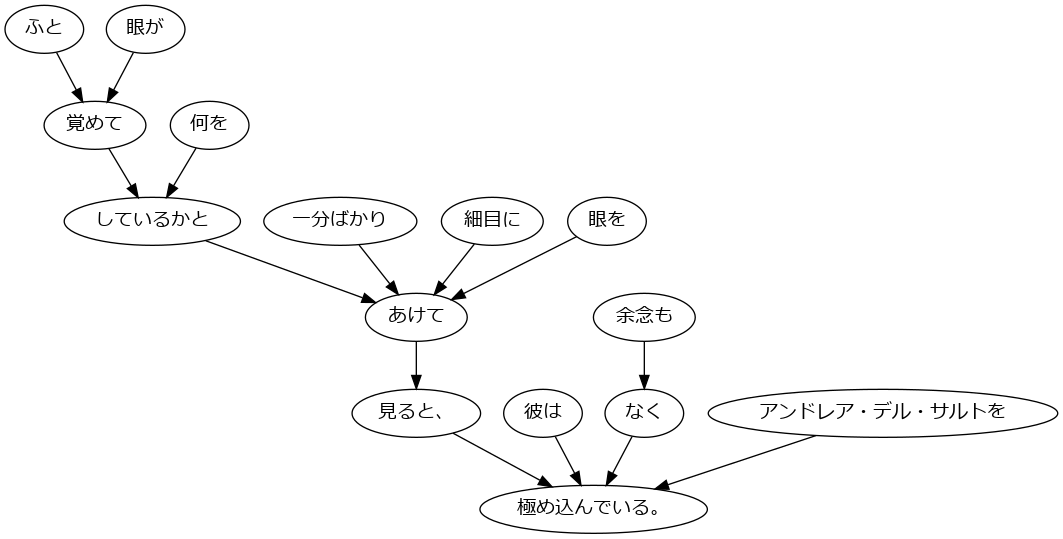 ふと
眼が
覚めて
何を
しているかと
一分ばかり
細目に
眼を
あけて
余念も
見ると、
彼は
なく
アンドレア・デル・サルトを
極め込んでいる。